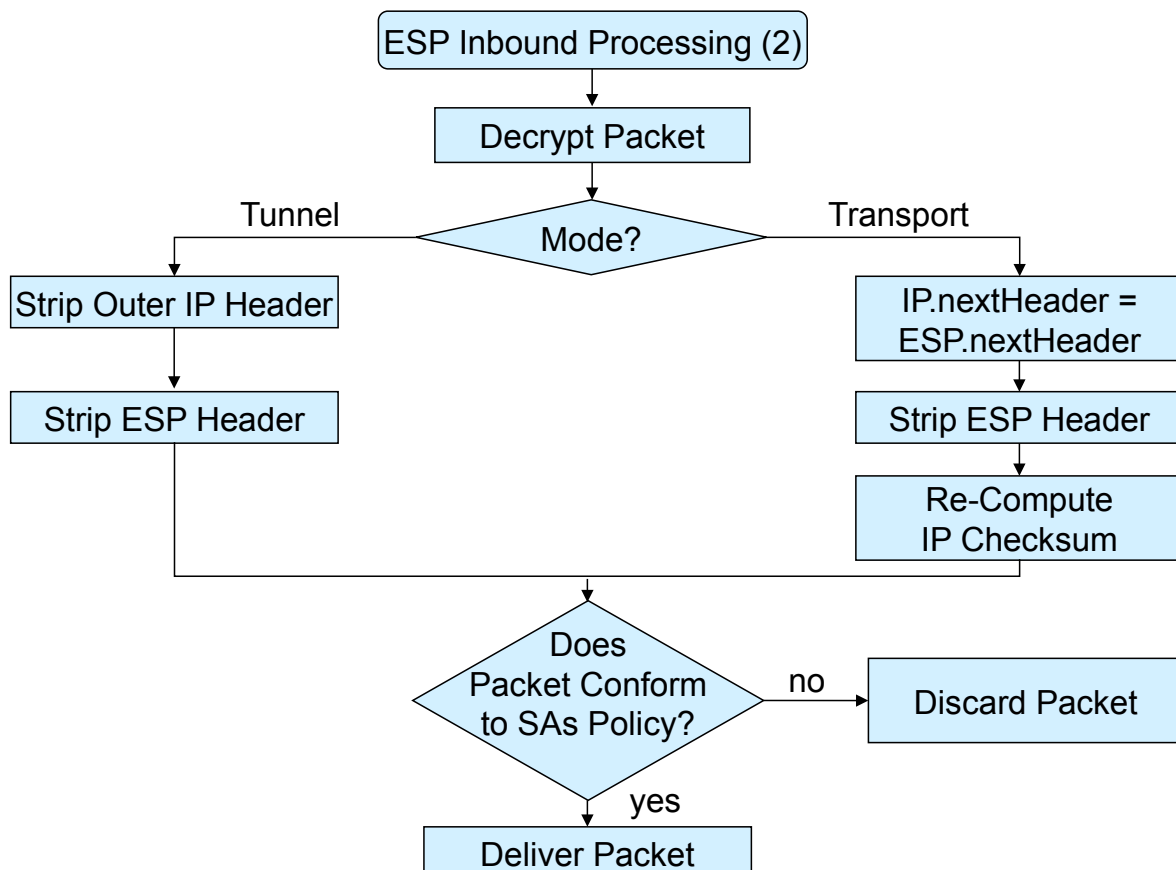 ESP Inbound Processing (2)
Decrypt Packet
Tunnel
Mode?
Transport
Strip Outer IP Header
IP.nextHeader =
ESP.nextHeader
Strip ESP Header
Strip ESP Header
Re-Compute
IP Checksum
Does
Packet Conform
to SAs Policy?
no
Discard Packet
yes
Deliver Packet